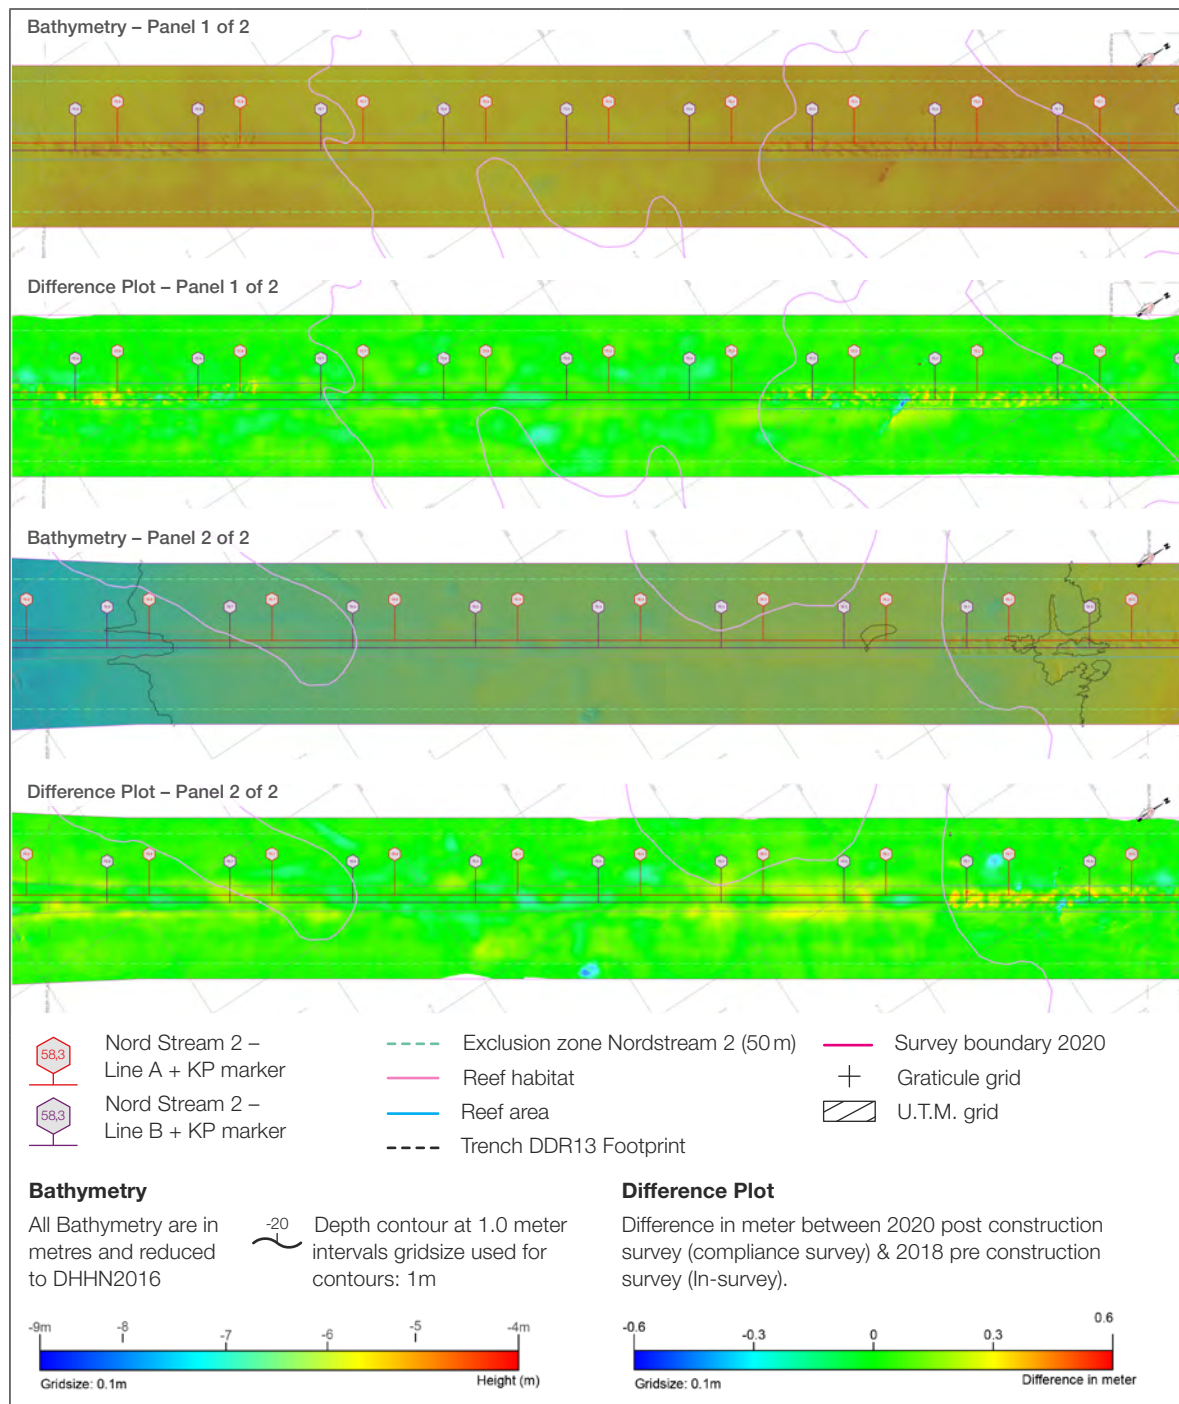 Bathymetry – Panel 1 of 2
Difference Plot – Panel 1 of 2
Bathymetry – Panel 2 of 2
Difference Plot – Panel 2 of 2
58,3
Nord Stream 2 –
Line A + KP marker
58,3
Nord Stream 2 –
Line B + KP marker
Exclusion zone Nordstream 2 (50 m)
Reef habitat
Reef area
Trench DDR13 Footprint
Survey boundary 2020
Graticule grid
U.T.M. grid
Bathymetry
All Bathymetry are in
metres and reduced
to DHHN2016
-20
Depth contour at 1.0 meter
intervals gridsize used for
contours: 1m
-9m -8 -7 -6 -5 -4m
Gridsize: 0.1m Height (m)
Difference Plot
Difference in meter between 2020 post construction
survey (compliance survey) & 2018 pre construction
survey (In-survey).
-0.6 -0.3 0 0.3 0.6
Gridsize: 0.1m Difference in meter